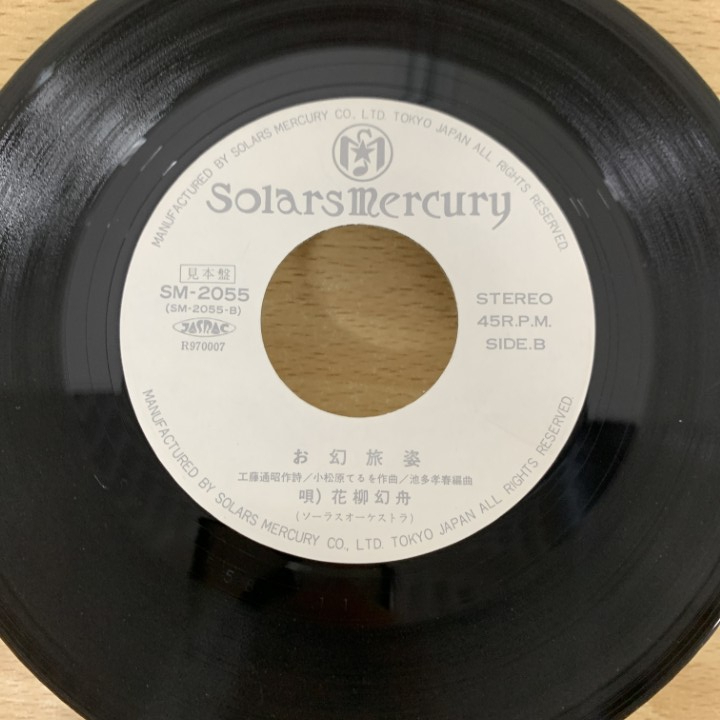 MANUFACTURED BY SOLARS MERCURY CO., LTD. TOKYO JAPAN ALL RIGHTS RESERVED.
Solarsmercury
見本盤
SM-2055
(SM-2055-B)
JASRAC
R970007
STEREO
45R.P.M.
SIDE.B
お幻旅姿
工藤通昭作詩/小松原てるを作曲/池多孝春編曲
唄)花柳幻舟
(ソーラスオーケストラ)
MANUFACTURED BY SOLARS MERCURY CO., LTD. TOKYO JAPAN ALL RIGHTS RESERVED.